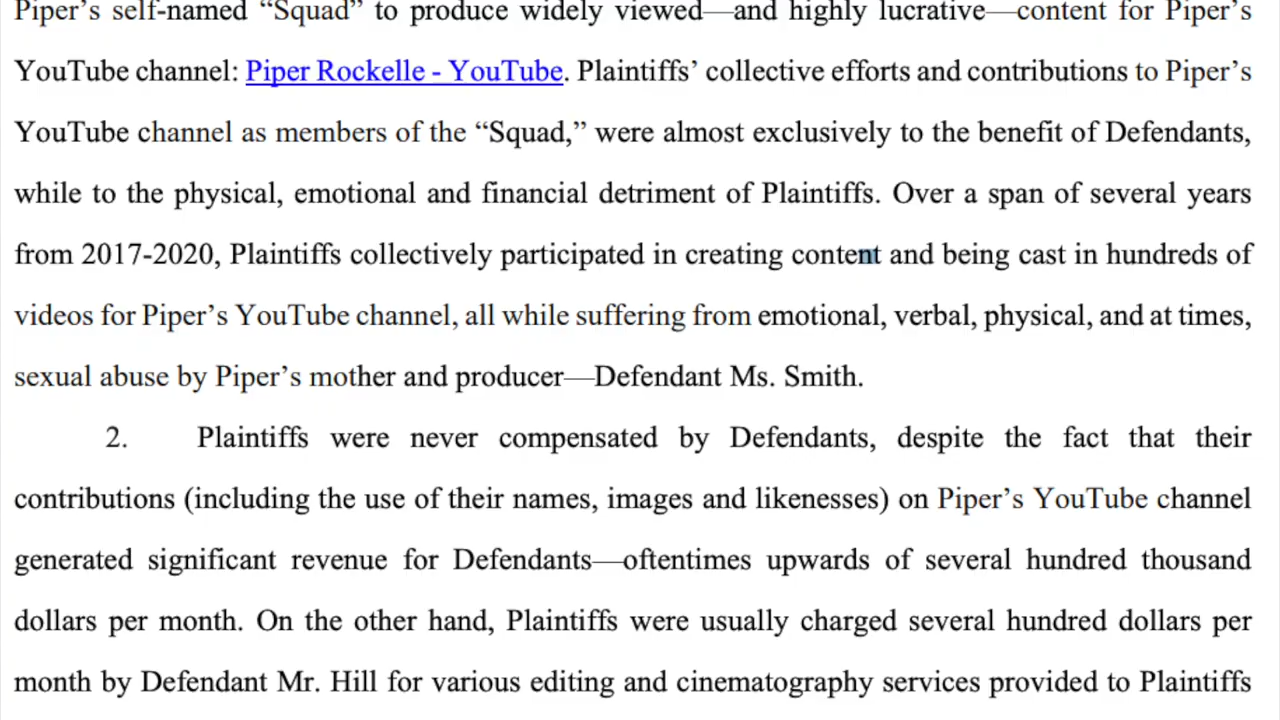 Piper’s self-named “Squad” to produce widely viewed—and highly lucrative—content for Piper’s
YouTube channel: Piper Rockelle - YouTube. Plaintiffs’ collective efforts and contributions to Piper’s
YouTube channel as members of the “Squad,” were almost exclusively to the benefit of Defendants,
while to the physical, emotional and financial detriment of Plaintiffs. Over a span of several years
from 2017-2020, Plaintiffs collectively participated in creating content and being cast in hundreds of
videos for Piper’s YouTube channel, all while suffering from emotional, verbal, physical, and at times,
sexual abuse by Piper’s mother and producer—Defendant Ms. Smith.
2. Plaintiffs were never compensated by Defendants, despite the fact that their
contributions (including the use of their names, images and likenesses) on Piper’s YouTube channel
generated significant revenue for Defendants—oftentimes upwards of several hundred thousand
dollars per month. On the other hand, Plaintiffs were usually charged several hundred dollars per
month by Defendant Mr. Hill for various editing and cinematography services provided to Plaintiffs